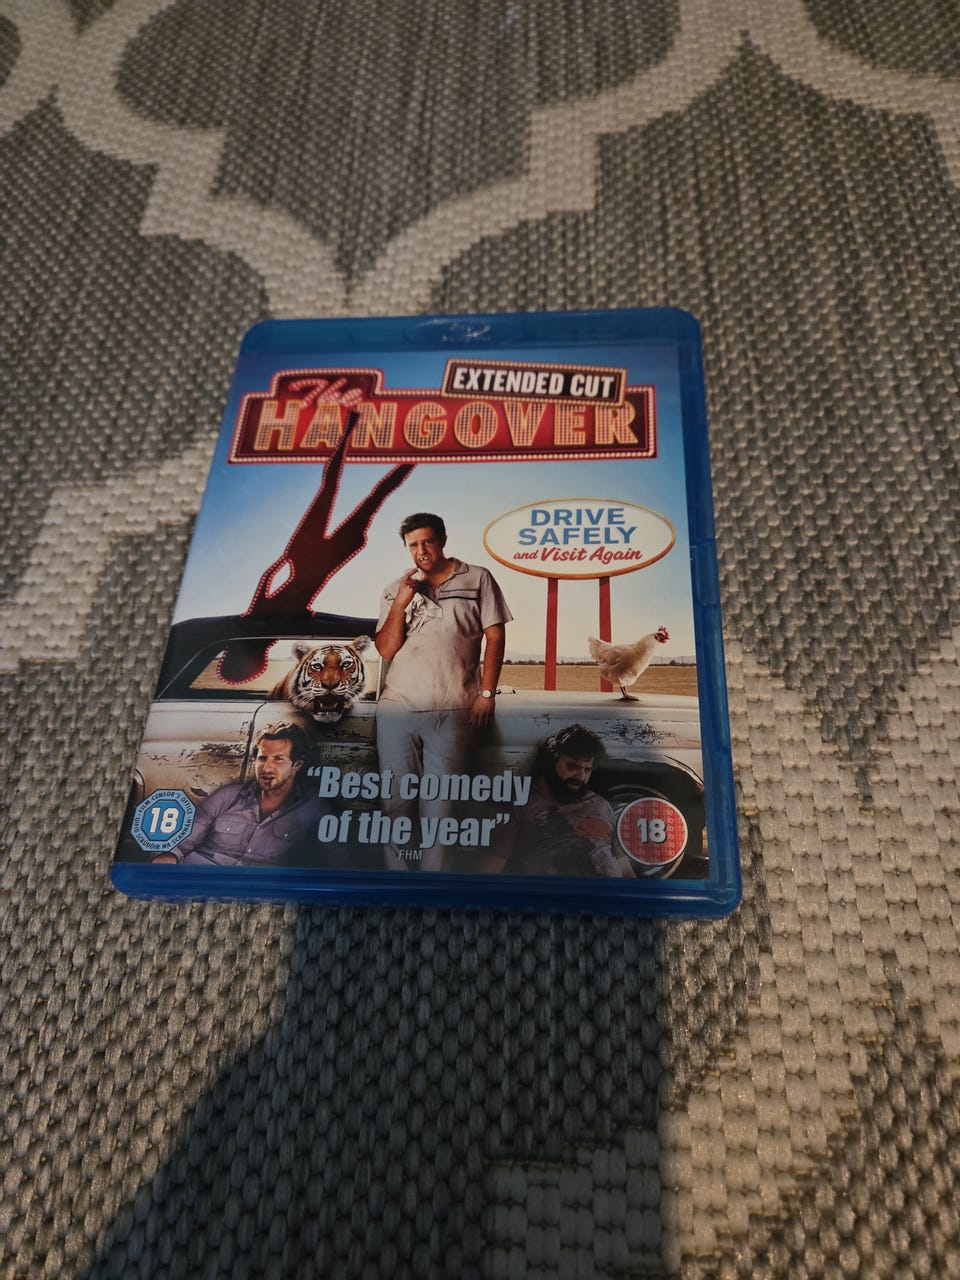 EXTENDED CUT
The
HANGOVER
DRIVE
SAFELY
and Visit Again
"Best comedy
of the year"
FHM
18
18